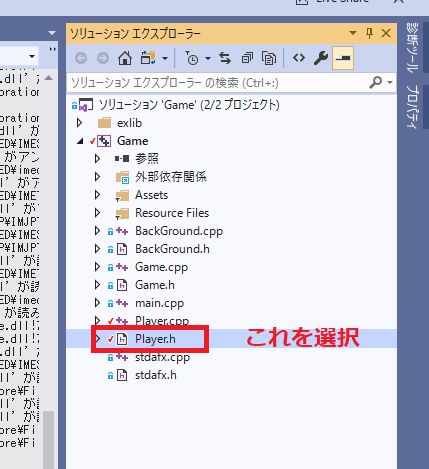 Live Share
ソリューション エクスプローラー
ソリューション エクスプローラー の検索 (Ctrl+:)
ソリューション 'Game' (2/2 プロジェクト)
exlib
Game
参照
外部依存関係
Assets
Resource Files
BackGround.cpp
BackGround.h
Game.cpp
Game.h
main.cpp
Player.cpp
Player.h
これを選択
stdafx.cpp
stdafx.h
診断ツール
プロパティ